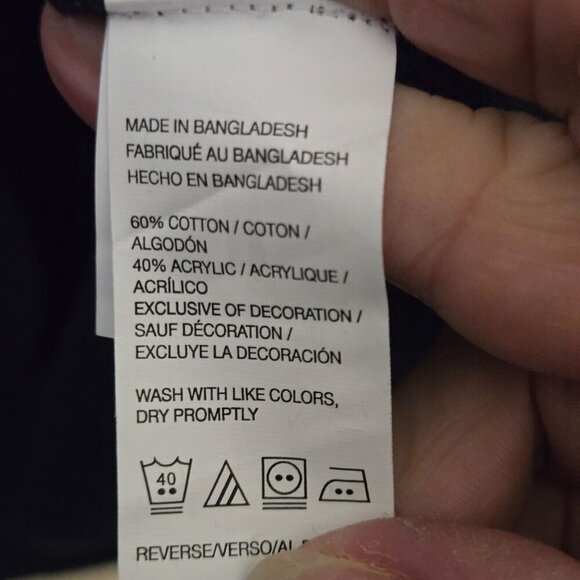 MADE IN BANGLADESH
FABRIQUÉ AU BANGLADESH
HECHO EN BANGLADESH
60% COTTON / COTON /
ALGODÓN
40% ACRYLIC / ACRYLIQUE /
ACRÍLICO
EXCLUSIVE OF DECORATION /
SAUF DÉCORATION /
EXCLUYE LA DECORACIÓN
WASH WITH LIKE COLORS,
DRY PROMPTLY
40
REVERSE/VERSO/